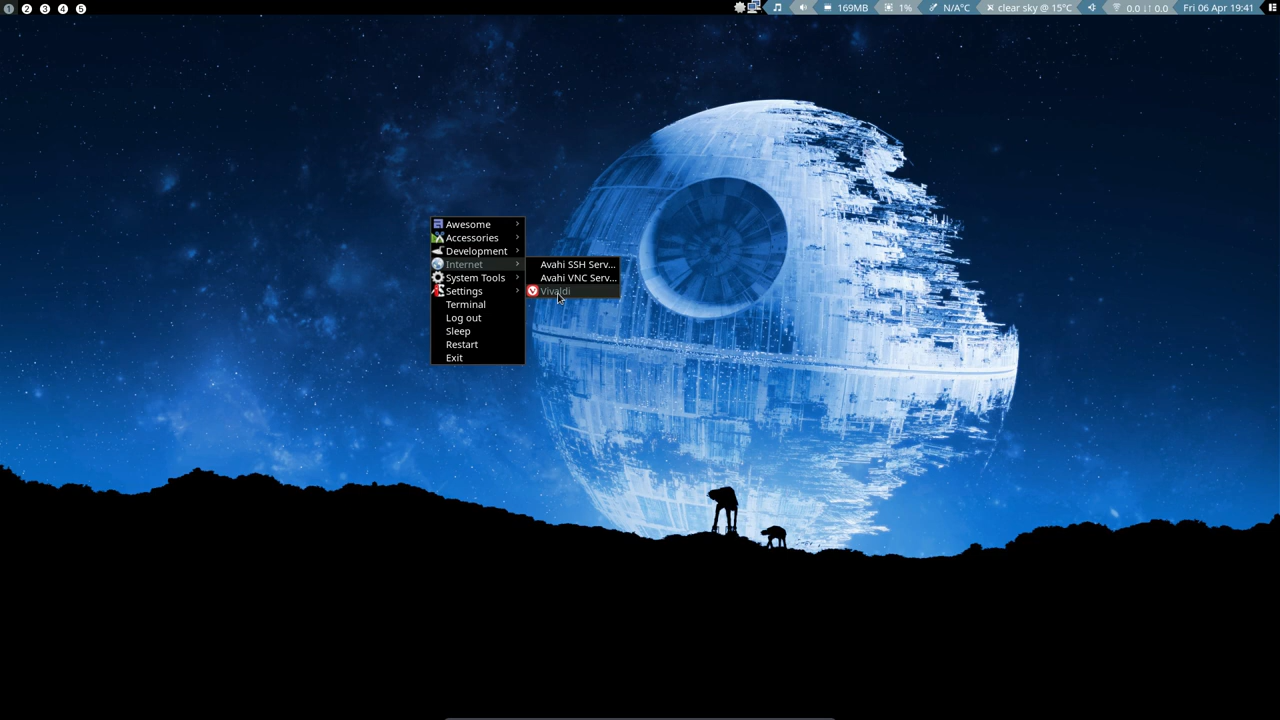 1 2 3 4 5 169MB 1% N/A°C clear sky @ 15°C 0.0 ↓↑ 0.0 Fri 06 Apr 19:41
Awesome
Accessories
Development
Internet
System Tools
Settings
Terminal
Log out
Sleep
Restart
Exit
Avahi SSH Serv...
Avahi VNC Serv...
Vivaldi